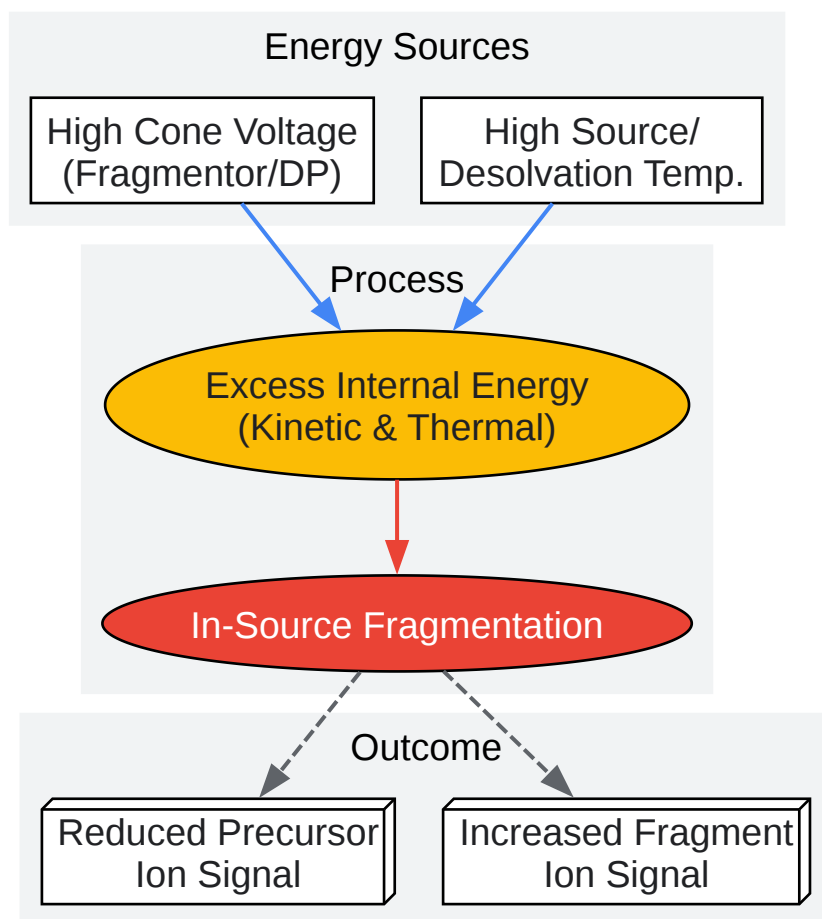 Energy Sources
High Cone Voltage
(Fragmentor/DP)
High Source/
Desolvation Temp.
Process
Excess Internal Energy
(Kinetic & Thermal)
In-Source Fragmentation
Outcome
Reduced Precursor
Ion Signal
Increased Fragment
Ion Signal